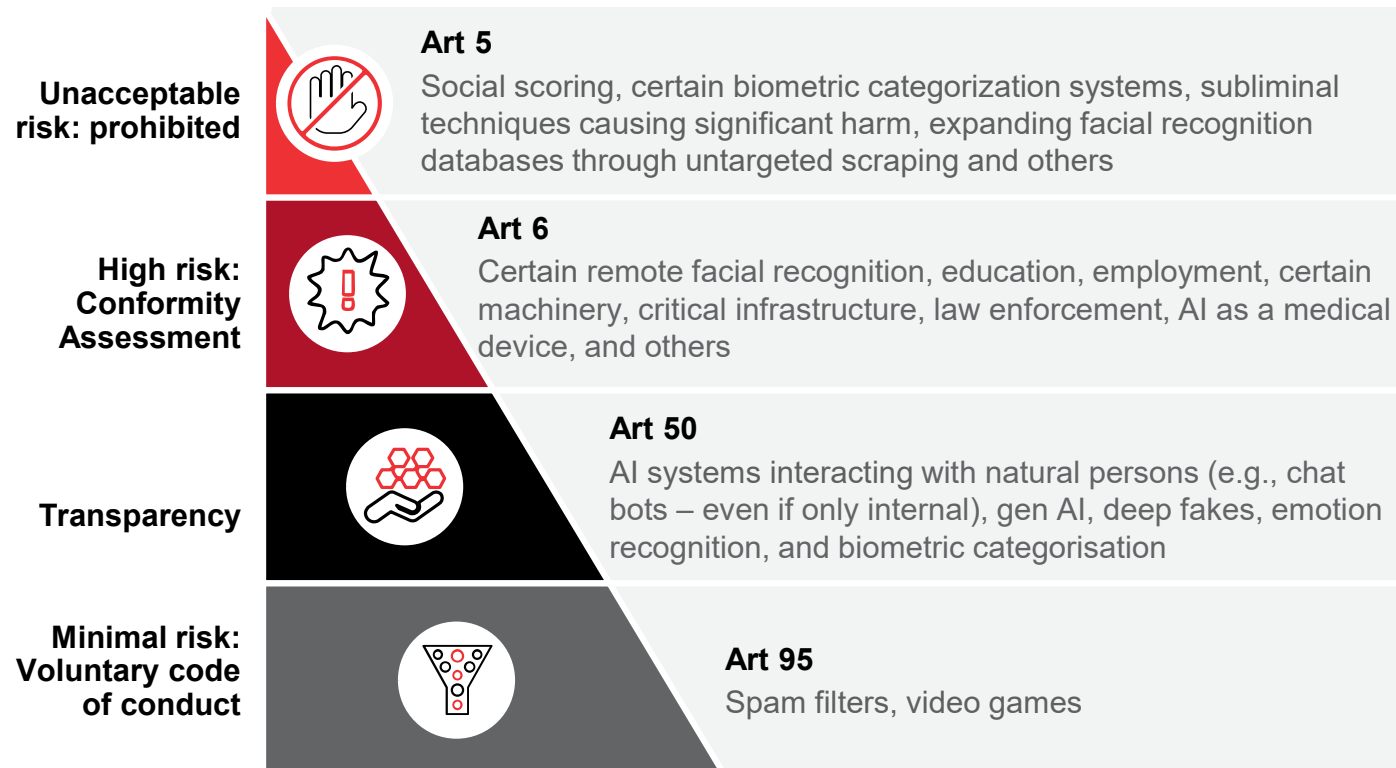 Unacceptable
risk: prohibited
Art 5
Social scoring, certain biometric categorization systems, subliminal
techniques causing significant harm, expanding facial recognition
databases through untargeted scraping and others
High risk:
Conformity
Assessment
Art 6
Certain remote facial recognition, education, employment, certain
machinery, critical infrastructure, law enforcement, AI as a medical
device, and others
Transparency
Art 50
AI systems interacting with natural persons (e.g., chat
bots – even if only internal), gen AI, deep fakes, emotion
recognition, and biometric categorisation
Minimal risk:
Voluntary code
of conduct
Art 95
Spam filters, video games